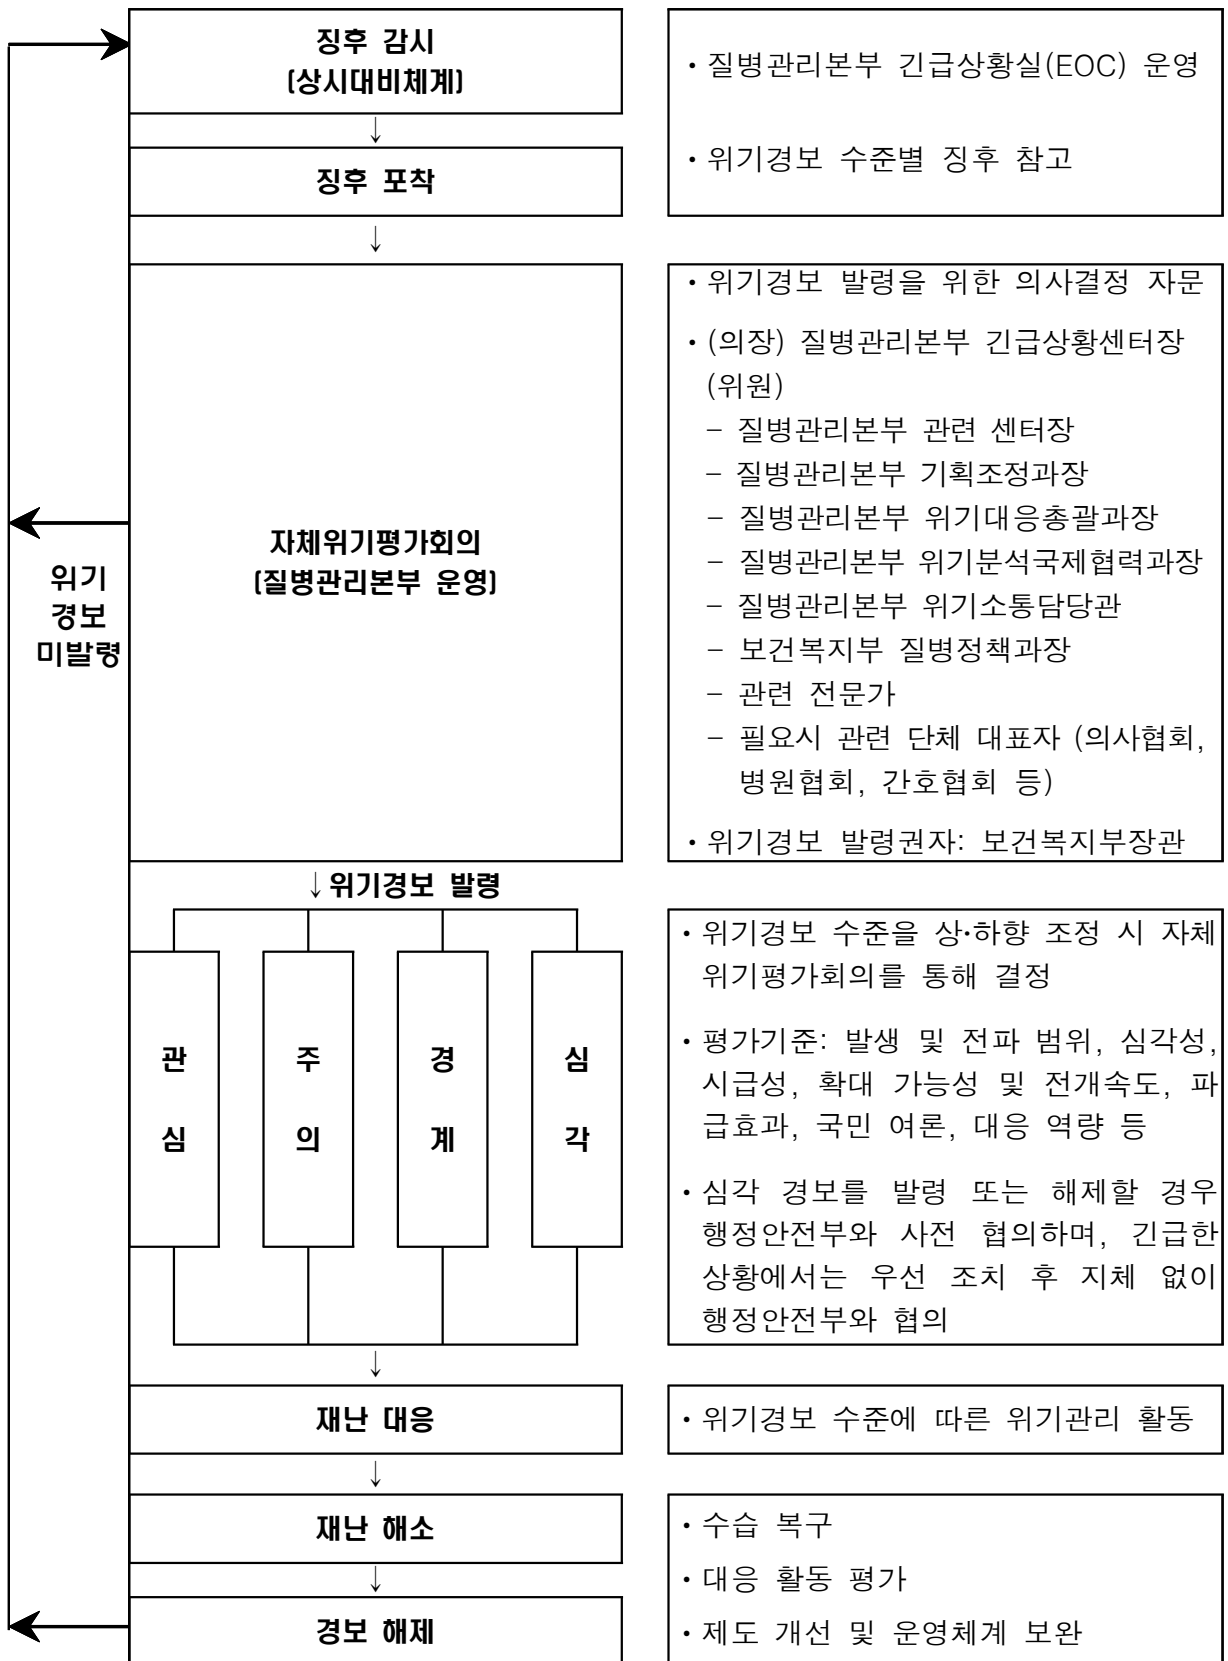 징후 감시
(상시대비체계)
• 질병관리본부 긴급상황실(EOC) 운영
↓
• 위기경보 수준별 징후 참고
징후 포착
↓
자체위기평가회의
(질병관리본부 운영)
• 위기경보 발령을 위한 의사결정 자문
• (의장) 질병관리본부 긴급상황센터장
(위원)
– 질병관리본부 관련 센터장
– 질병관리본부 기획조정과장
– 질병관리본부 위기대응총괄과장
– 질병관리본부 위기분석국제협력과장
– 질병관리본부 위기소통담당관
– 보건복지부 질병정책과장
– 관련 전문가
– 필요시 관련 단체 대표자 (의사협회,
병원협회, 간호협회 등)
• 위기경보 발령권자: 보건복지부장관
위기
경보
미발령
↓위기경보 발령
관
심
주
의
경
계
심
각
• 위기경보 수준을 상·하향 조정 시 자체
위기평가회의를 통해 결정
• 평가기준: 발생 및 전파 범위, 심각성,
시급성, 확대 가능성 및 전개속도, 파
급효과, 국민 여론, 대응 역량 등
• 심각 경보를 발령 또는 해제할 경우
행정안전부와 사전 협의하며, 긴급한
상황에서는 우선 조치 후 지체 없이
행정안전부와 협의
↓
재난 대응
• 위기경보 수준에 따른 위기관리 활동
↓
재난 해소
• 수습 복구
• 대응 활동 평가
↓
경보 해제
• 제도 개선 및 운영체계 보완